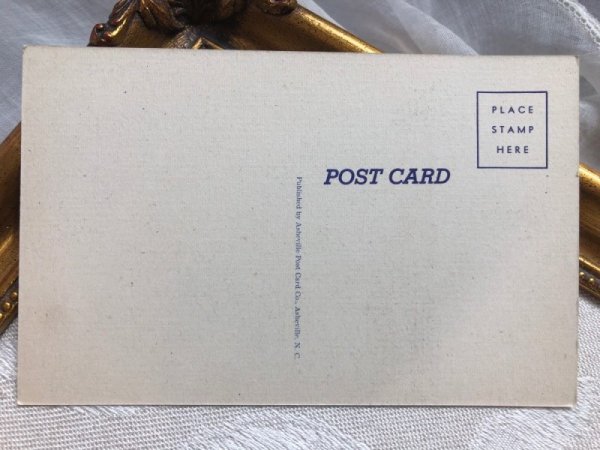 PLACE
STAMP
HERE
POST CARD
Published by Asheville Post Card Co., Asheville, N. C.